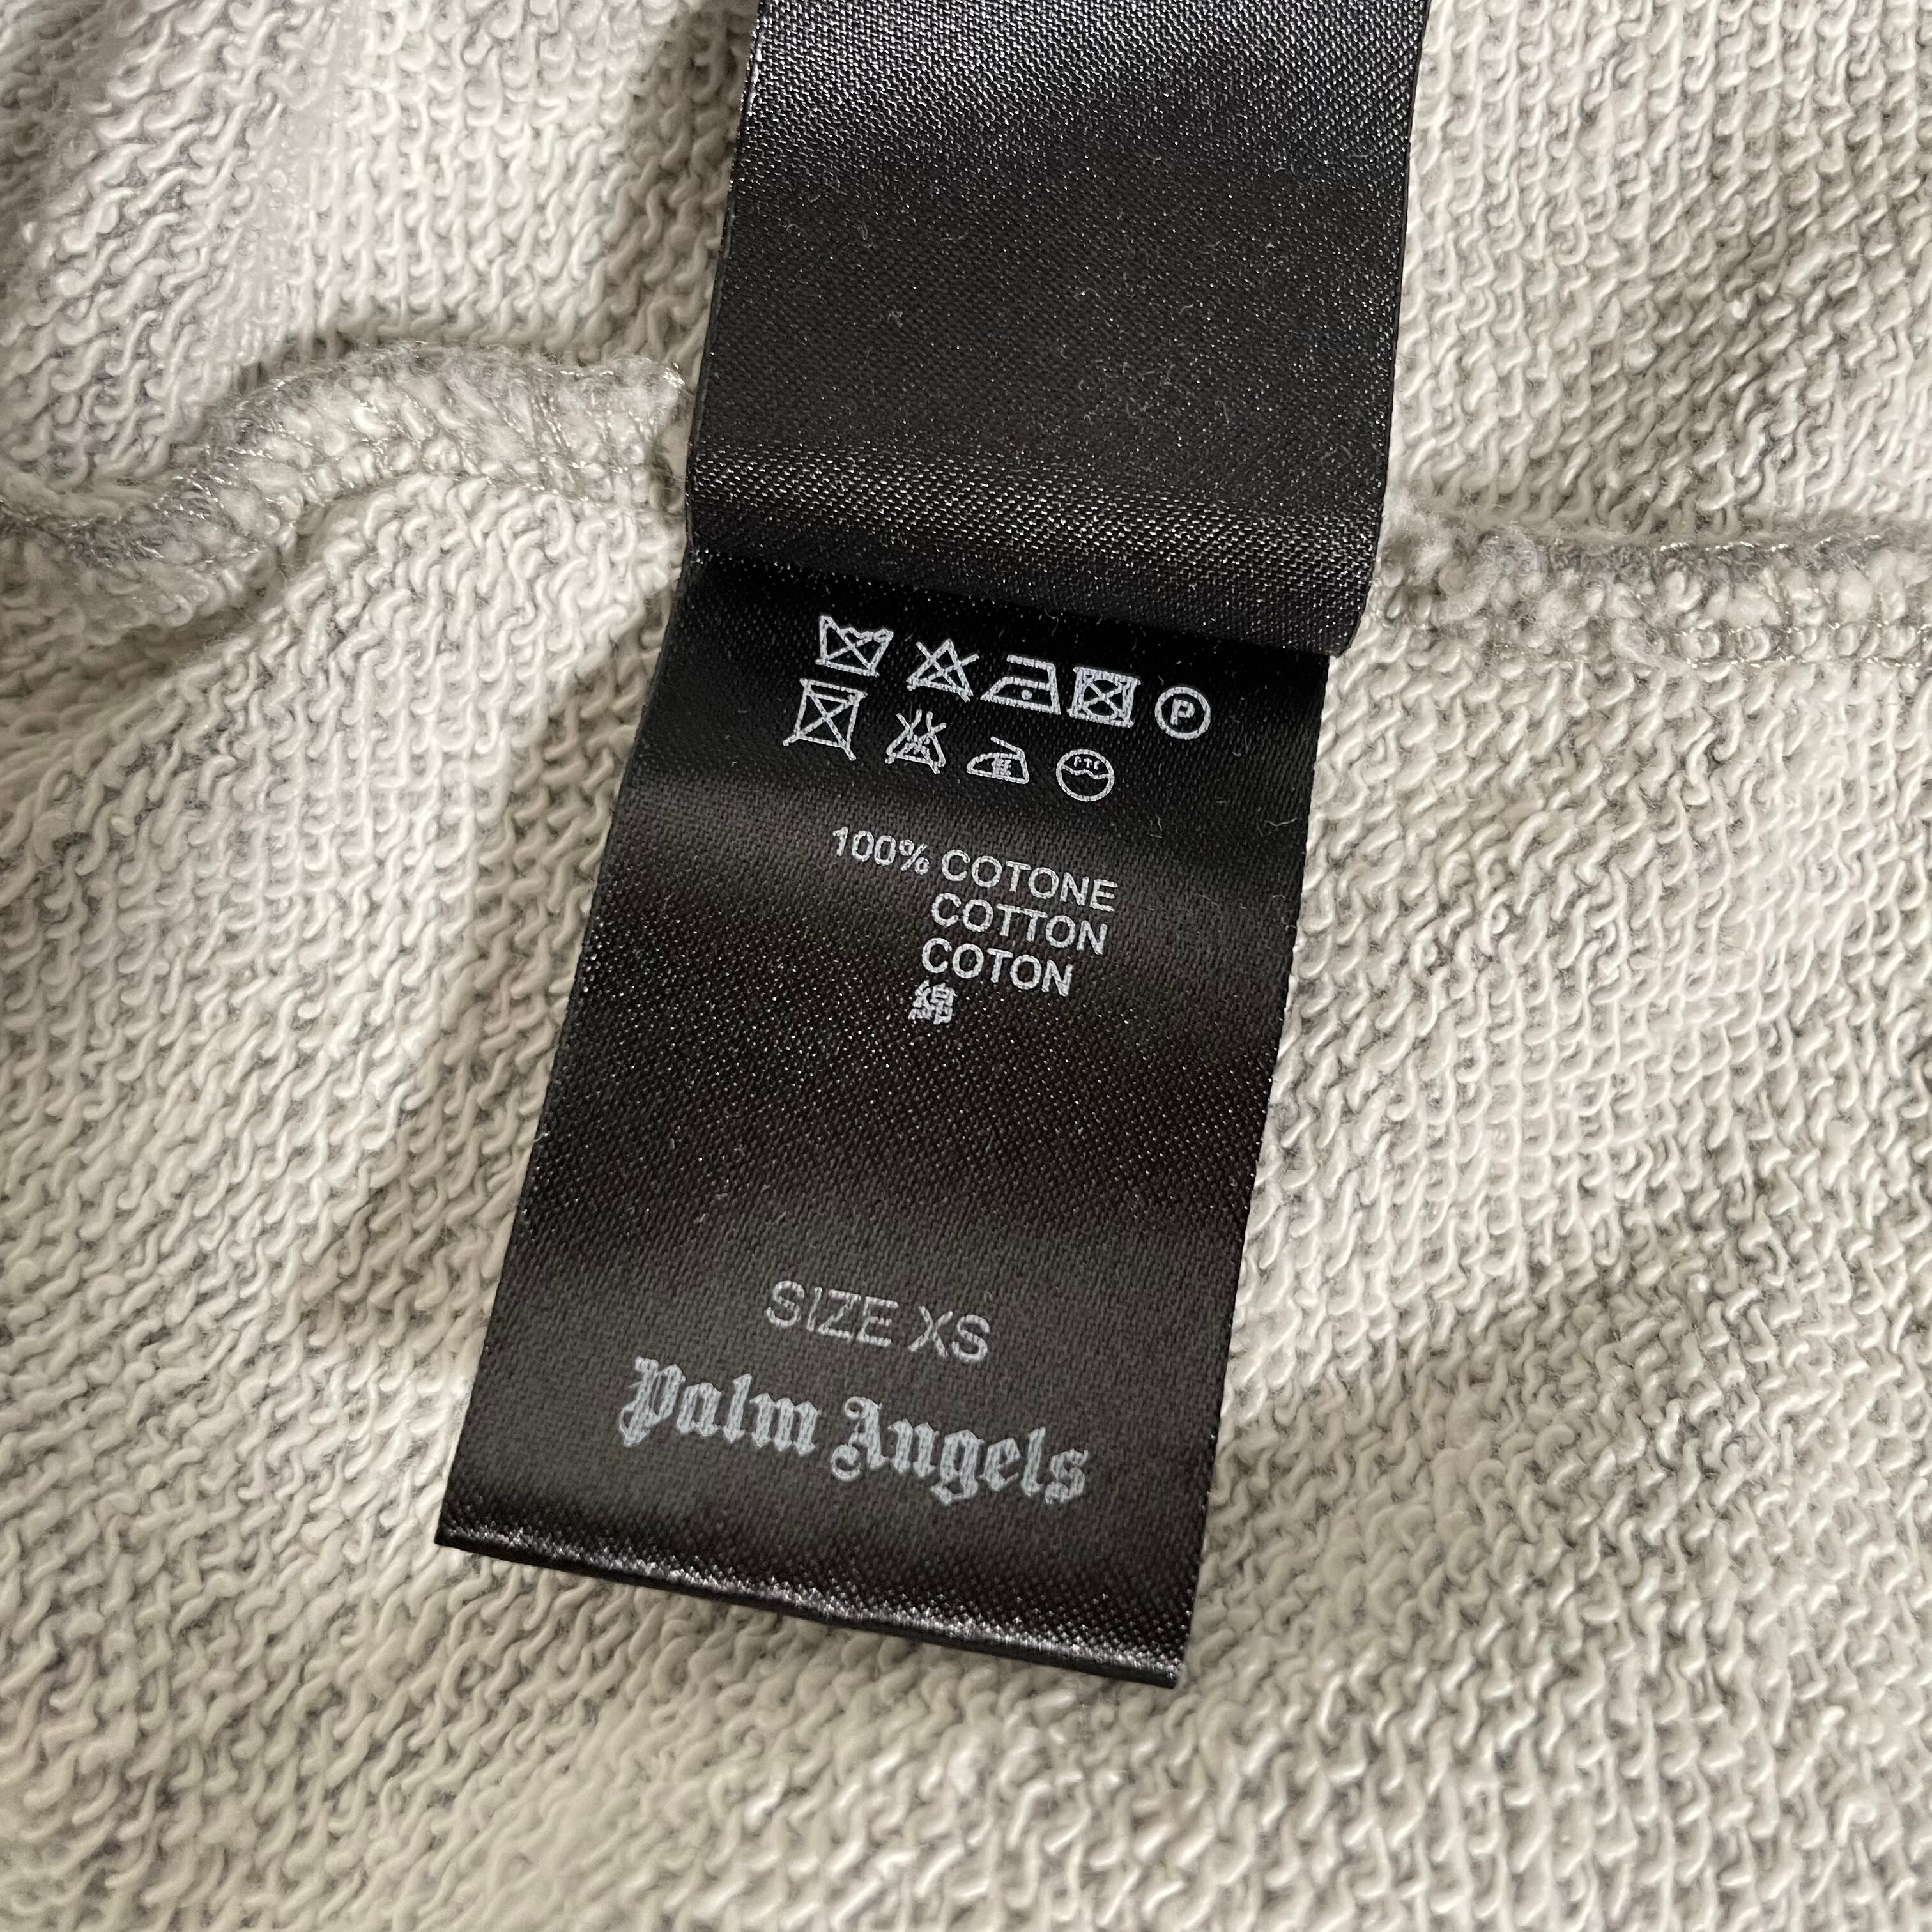 P
100% COTONE
COTTON
COTON
綿
SIZE XS
Palm Angels